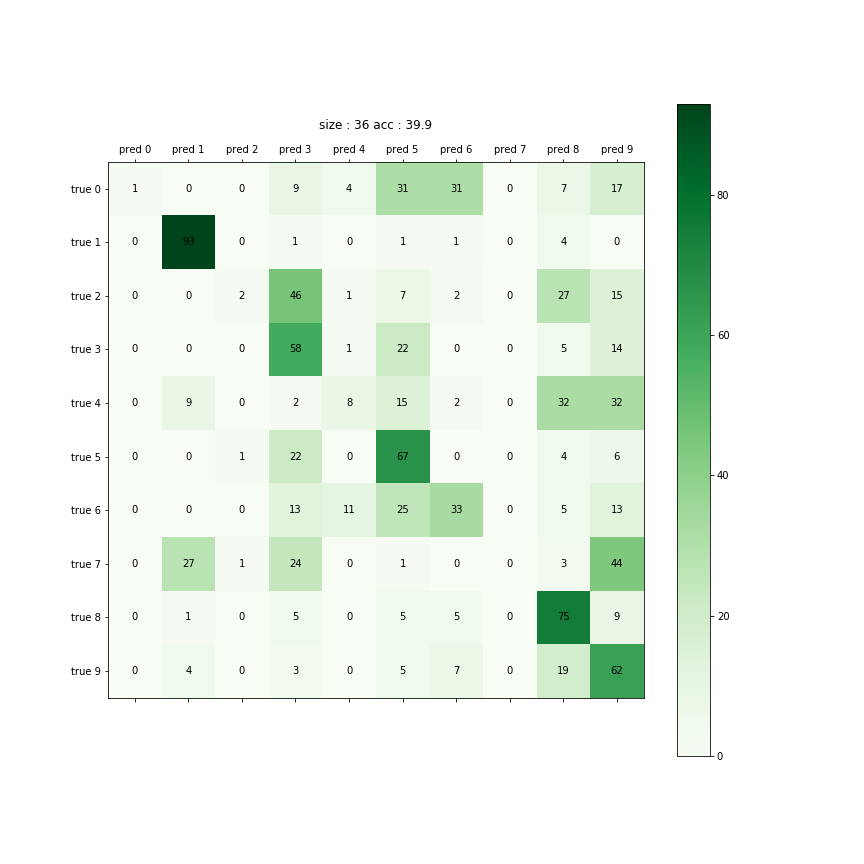 size : 36 acc : 39.9
pred 0 pred 1 pred 2 pred 3 pred 4 pred 5 pred 6 pred 7 pred 8 pred 9
true 0 1 0 0 9 4 31 31 0 7 17
true 1 0 93 0 1 0 1 1 0 4 0
true 2 0 0 2 46 1 7 2 0 27 15
true 3 0 0 0 58 1 22 0 0 5 14
true 4 0 9 0 2 8 15 2 0 32 32
true 5 0 0 1 22 0 67 0 0 4 6
true 6 0 0 0 13 11 25 33 0 5 13
true 7 0 27 1 24 0 1 0 0 3 44
true 8 0 1 0 5 0 5 5 0 75 9
true 9 0 4 0 3 0 5 7 0 19 62
80
60
40
20
0